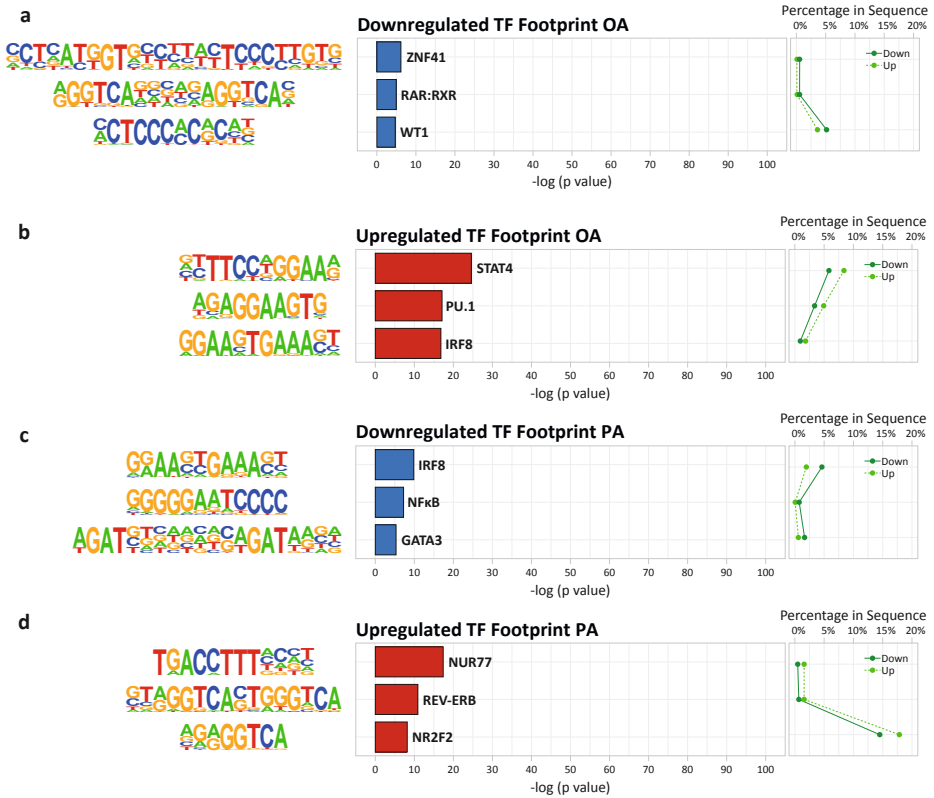 a
Downregulated TF Footprint OA
Percentage in Sequence
0% 5% 10% 15% 20%
ZNF41
RAR:RXR
WT1
Down
Up
0 10 20 30 40 50 60 70 80 90 100
-log (p value)
b
Upregulated TF Footprint OA
Percentage in Sequence
0% 5% 10% 15% 20%
STAT4
PU.1
IRF8
Down
Up
0 10 20 30 40 50 60 70 80 90 100
-log (p value)
c
Downregulated TF Footprint PA
Percentage in Sequence
0% 5% 10% 15% 20%
IRF8
NFκB
GATA3
Down
Up
0 10 20 30 40 50 60 70 80 90 100
-log (p value)
d
Upregulated TF Footprint PA
Percentage in Sequence
0% 5% 10% 15% 20%
NUR77
REV-ERB
NR2F2
Down
Up
0 10 20 30 40 50 60 70 80 90 100
-log (p value)